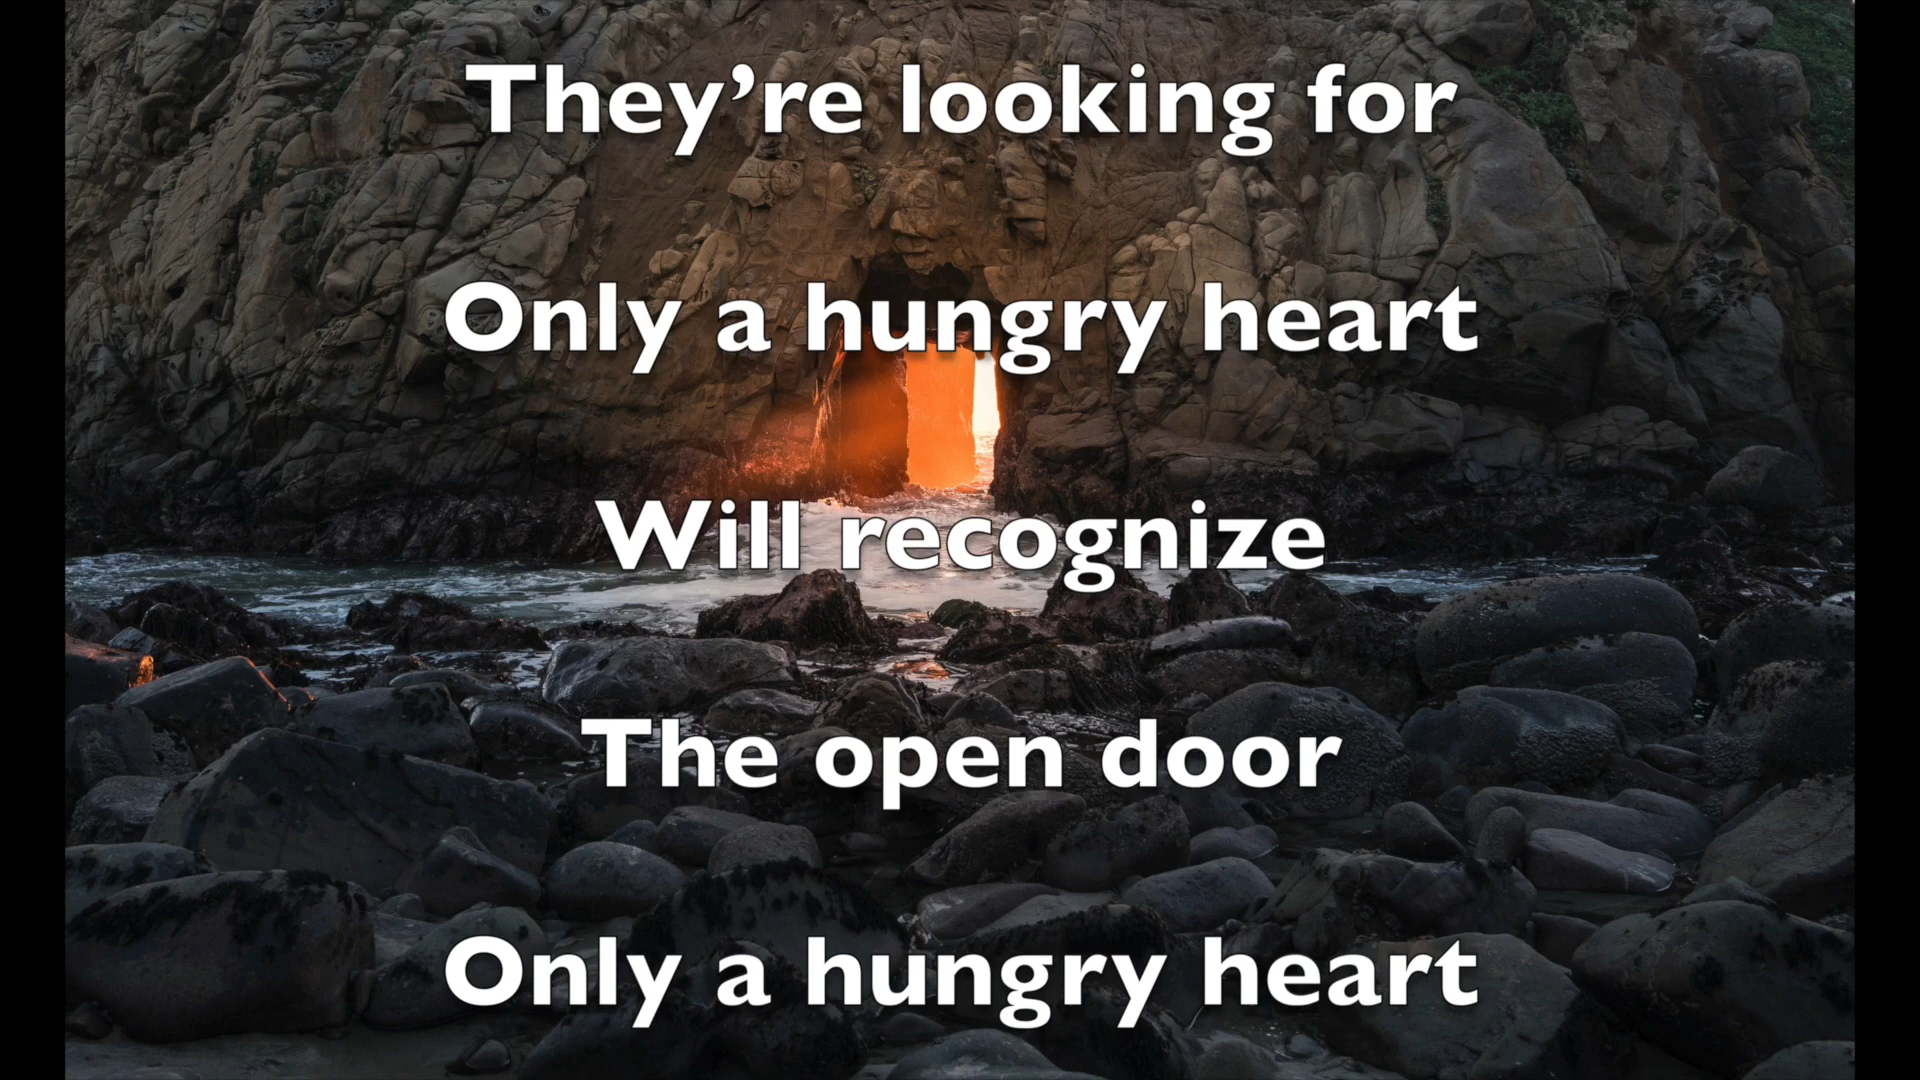 They’re looking for
Only a hungry heart
Will recognize
The open door
Only a hungry heart